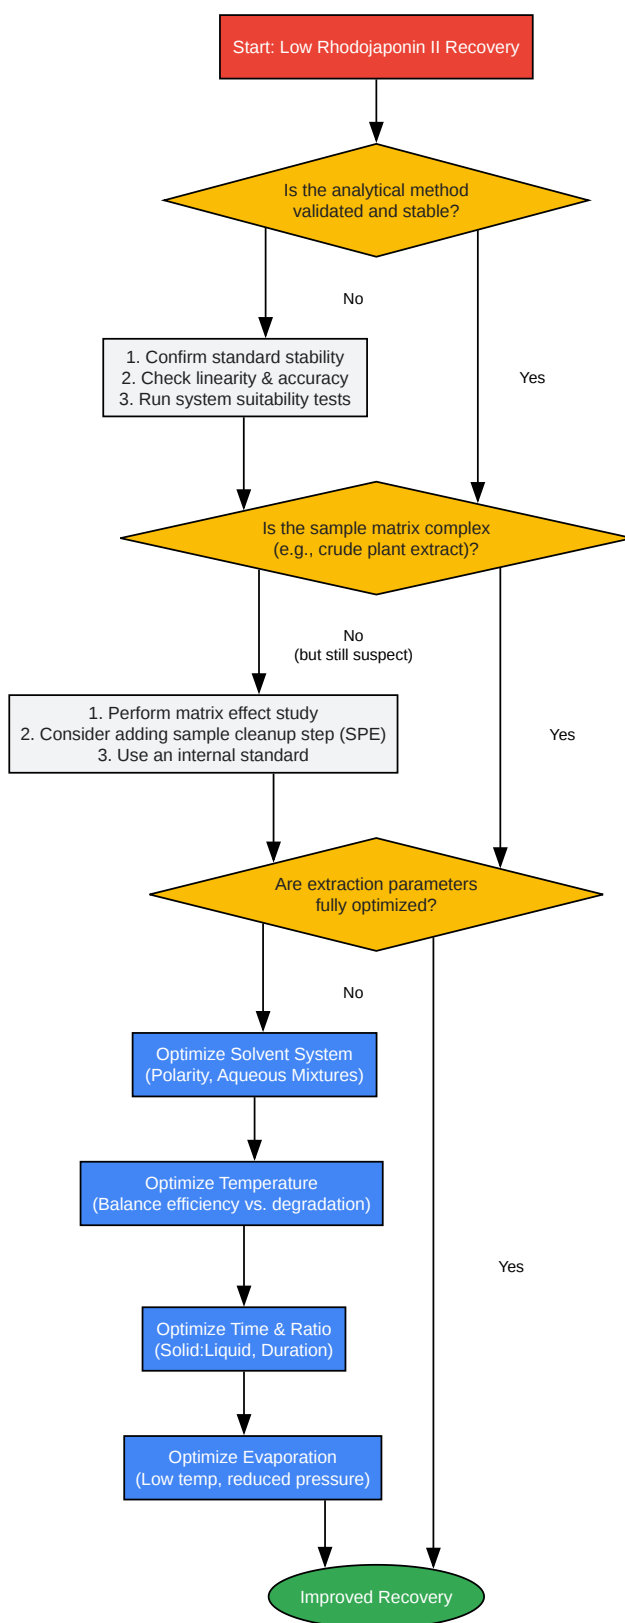 Start: Low Rhodojaponin II Recovery
Is the analytical method
validated and stable?
No
Yes
1. Confirm standard stability
2. Check linearity & accuracy
3. Run system suitability tests
Is the sample matrix complex
(e.g., crude plant extract)?
No
(but still suspect)
Yes
1. Perform matrix effect study
2. Consider adding sample cleanup step (SPE)
3. Use an internal standard
Are extraction parameters
fully optimized?
No
Yes
Optimize Solvent System
(Polarity, Aqueous Mixtures)
Optimize Temperature
(Balance efficiency vs. degradation)
Optimize Time & Ratio
(Solid:Liquid, Duration)
Optimize Evaporation
(Low temp, reduced pressure)
Improved Recovery